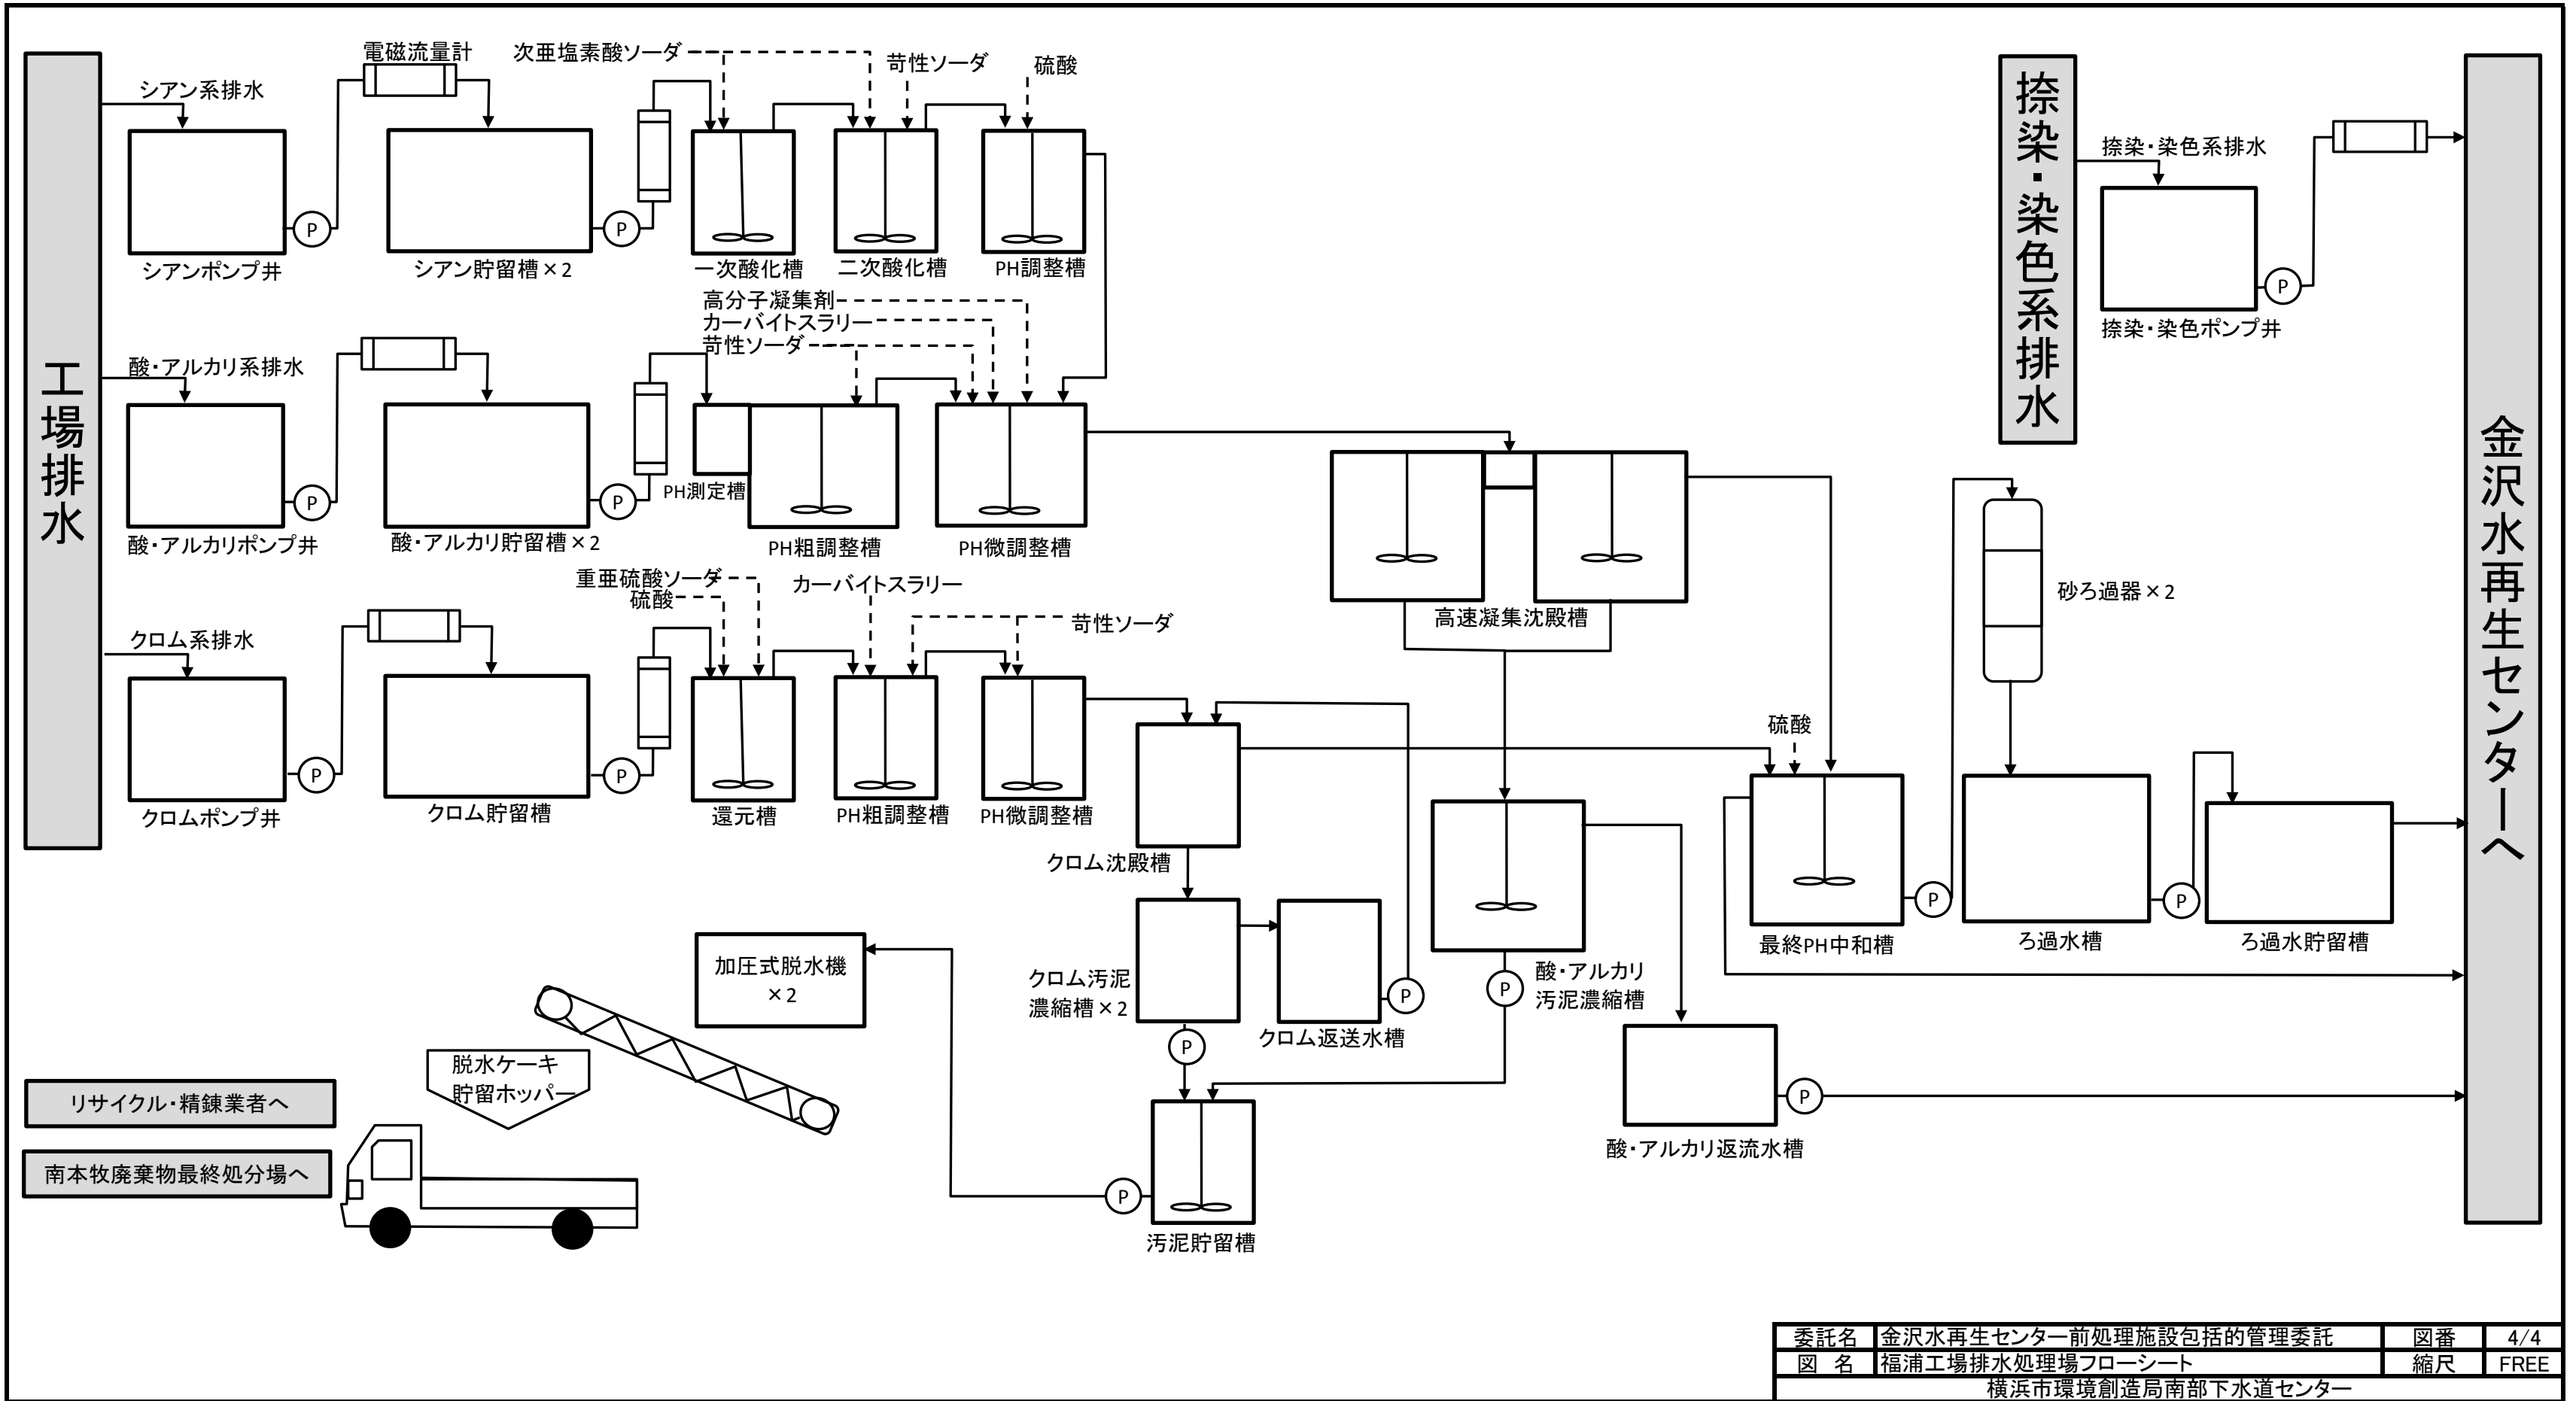 工場排水
シアン系排水
電磁流量計
次亜塩素酸ソーダ
苛性ソーダ
硫酸
P
P
シアンポンプ井
シアン貯留槽×2
一次酸化槽
二次酸化槽
PH調整槽
高分子凝集剤
カーバイトスラリー
苛性ソーダ
酸・アルカリ系排水
P
P
PH測定槽
酸・アルカリポンプ井
酸・アルカリ貯留槽×2
PH粗調整槽
PH微調整槽
重亜硫酸ソーダ
硫酸
カーバイトスラリー
苛性ソーダ
クロム系排水
P
P
クロムポンプ井
クロム貯留槽
還元槽
PH粗調整槽
PH微調整槽
捺染・染色系排水
捺染・染色系排水
P
捺染・染色ポンプ井
金沢水再生センターへ
高速凝集沈殿槽
砂ろ過器×2
硫酸
クロム沈殿槽
P
P
最終PH中和槽
ろ過水槽
ろ過水貯留槽
加圧式脱水機
×2
クロム汚泥
濃縮槽×2
P
クロム返送水槽
P
P
酸・アルカリ
汚泥濃縮槽
脱水ケーキ
貯留ホッパー
P
酸・アルカリ返流水槽
リサイクル・精錬業者へ
南本牧廃棄物最終処分場へ
P
汚泥貯留槽
委託名 金沢水再生センター前処理施設包括的管理委託 図番 4/4
図 名 福浦工場排水処理場フローシート 縮尺 FREE
横浜市環境創造局南部下水道センター